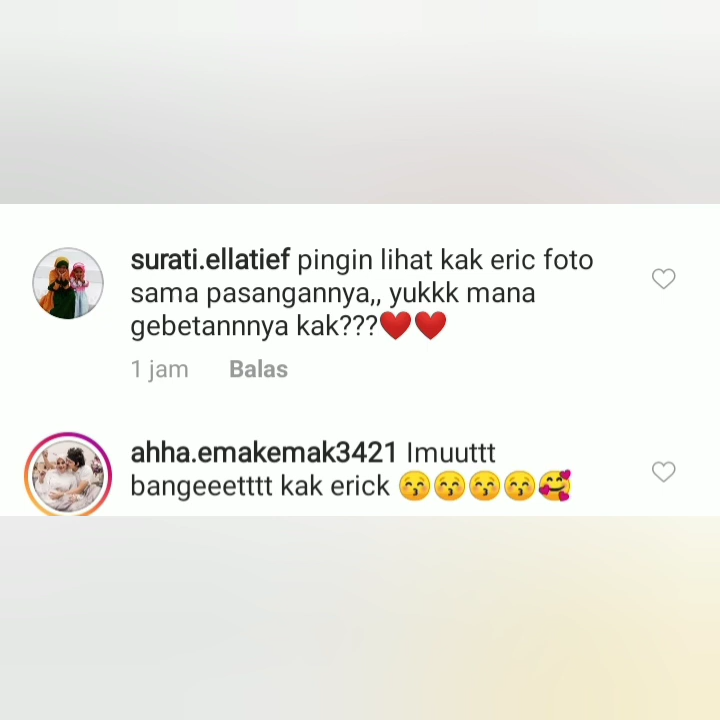 surati.ellatief pingin lihat kak eric foto
sama pasangannya,, yukkk mana
gebetannnya kak???❤️❤️
1 jam Balas
ahha.emakemak3421 Imuuttt
bangeeetttt kak erick 😚😚😚😚🥰